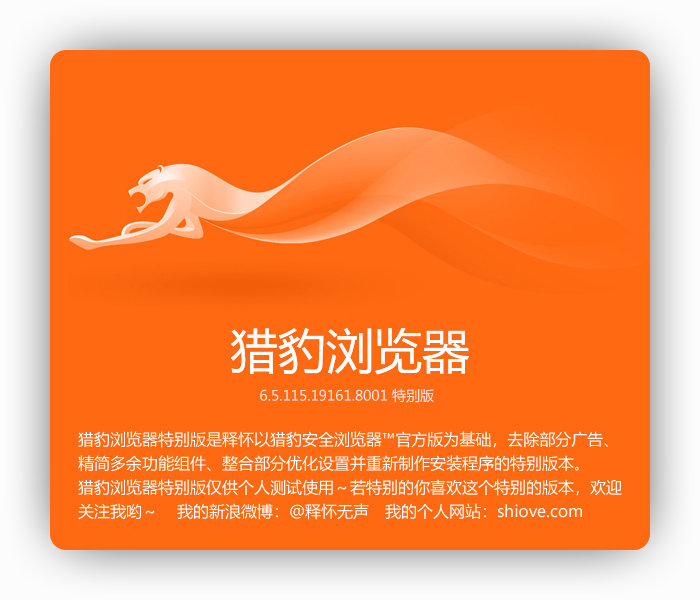 猎豹浏览器
6.5.115.19161.8001 特别版
猎豹浏览器特别版是释怀以猎豹安全浏览器™官方版为基础，去除部分广告、
精简多余功能组件、整合部分优化设置并重新制作安装程序的特别版本。
猎豹浏览器特别版仅供个人测试使用～若特别的你喜欢这个特别的版本，欢迎
关注我哟～　我的新浪微博：@释怀无声　我的个人网站：shiove.com